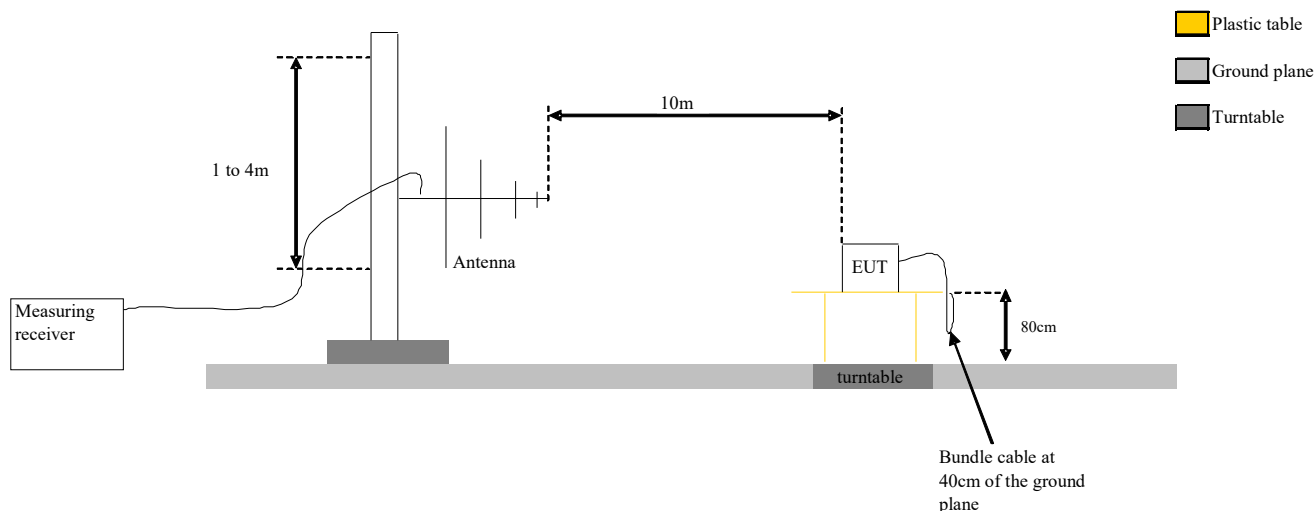 Plastic table
Ground plane
Turntable
10m
1 to 4m
Antenna
EUT
Measuring
receiver
80cm
turntable
Bundle cable at
40cm of the ground
plane